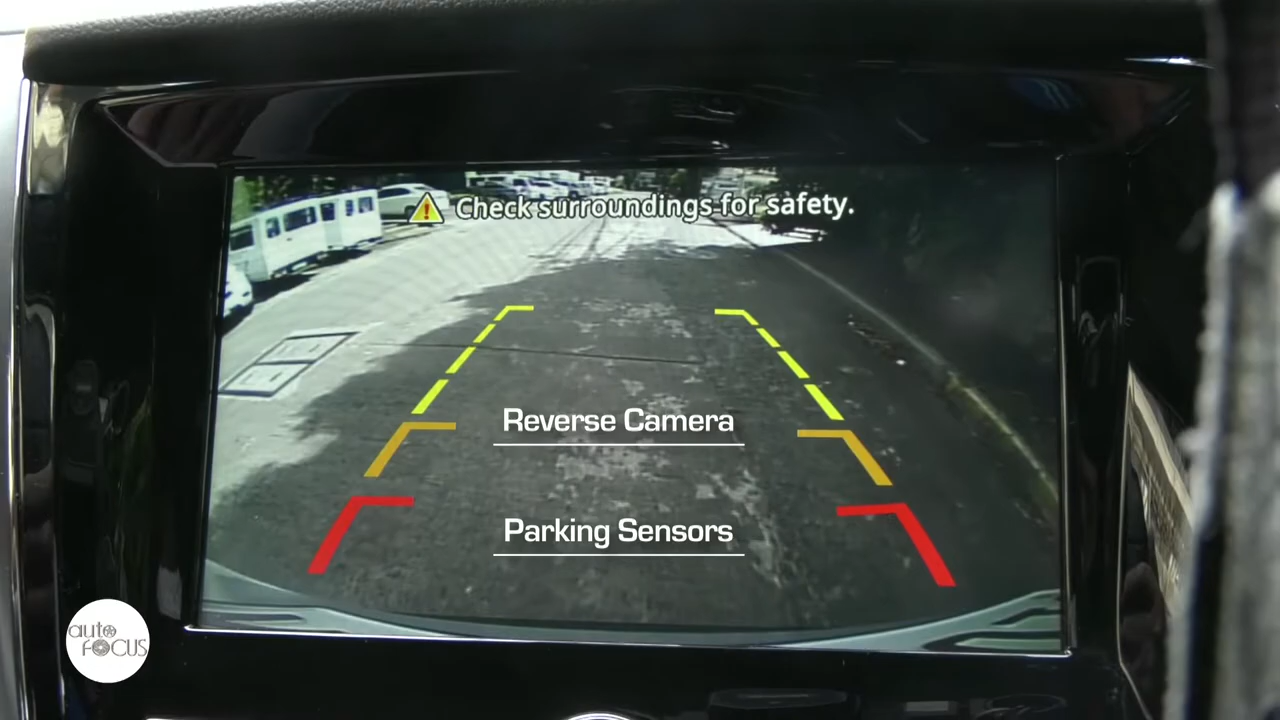 Check surroundings for safety.
Reverse Camera
Parking Sensors
auto
FOCUS